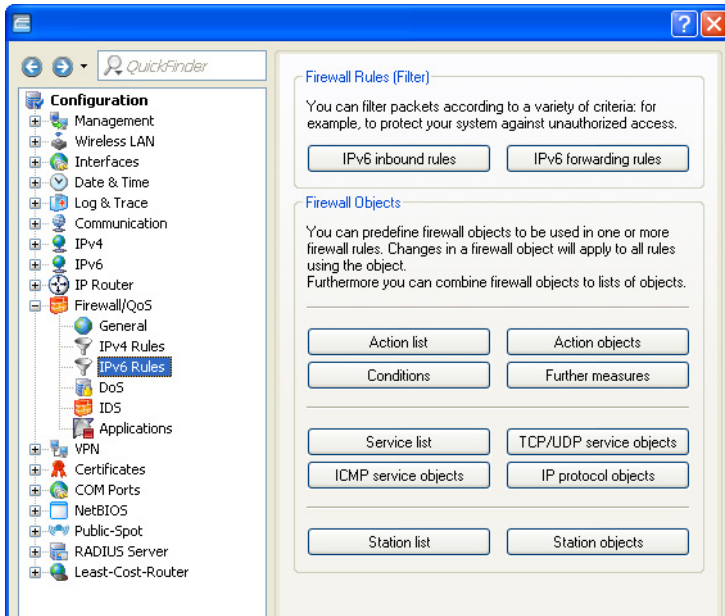 QuickFinder
Configuration
Management
Wireless LAN
Interfaces
Date & Time
Log & Trace
Communication
IPv4
IPv6
IP Router
Firewall/QoS
General
IPv4 Rules
IPv6 Rules
DoS
IDS
Applications
VPN
Certificates
COM Ports
NetBIOS
Public-Spot
RADIUS Server
Least-Cost-Router
Firewall Rules (Filter)
You can filter packets according to a variety of criteria: for
example, to protect your system against unauthorized access.
IPv6 inbound rules
IPv6 forwarding rules
Firewall Objects
You can predefine firewall objects to be used in one or more
firewall rules. Changes in a firewall object will apply to all rules
using the object.
Furthermore you can combine firewall objects to lists of objects.
Action list
Action objects
Conditions
Further measures
Service list
TCP/UDP service objects
ICMP service objects
IP protocol objects
Station list
Station objects